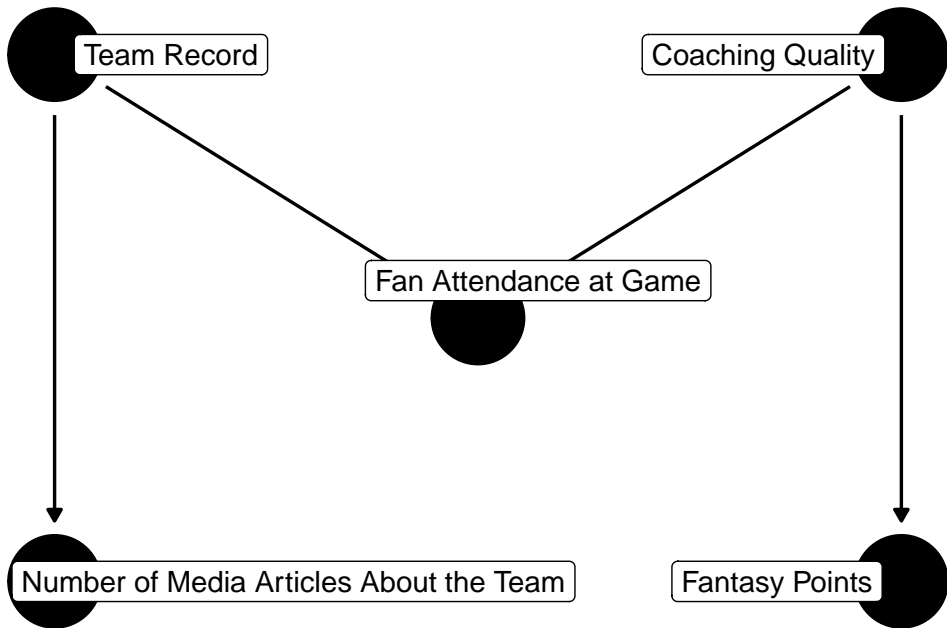 Team Record
Coaching Quality
Fan Attendance at Game
Number of Media Articles About the Team
Fantasy Points